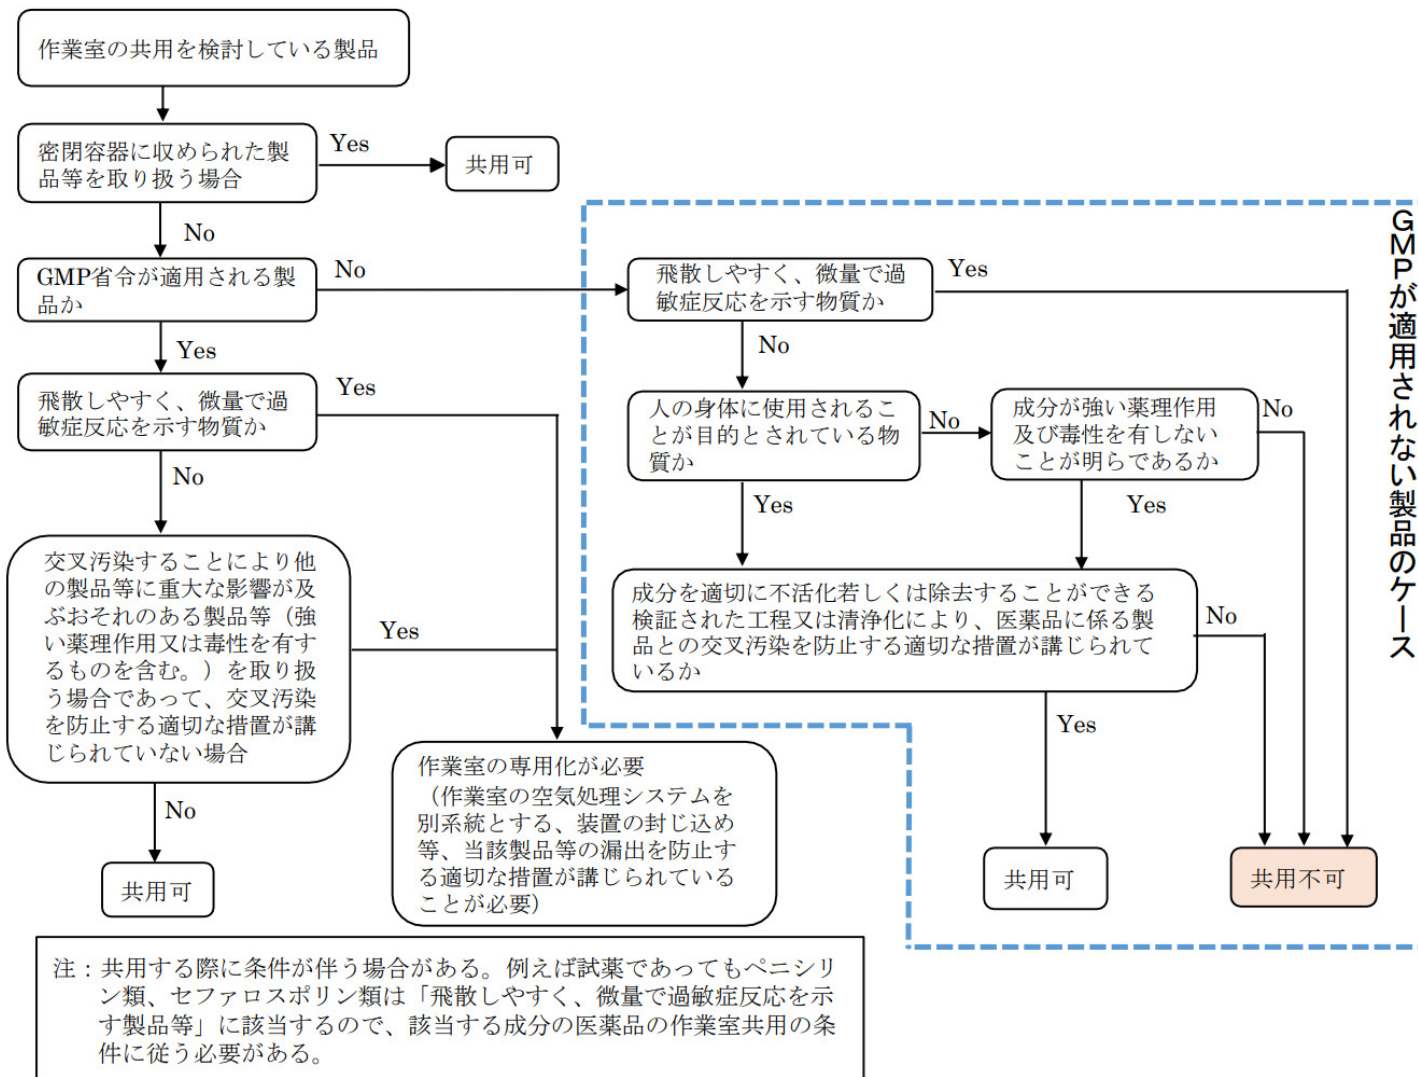 作業室の共用を検討している製品
密閉容器に収められた製
品等を取り扱う場合
Yes
共用可
No
GMP省令が適用される製
品か
No
Yes
飛散しやすく、微量で過
敏症反応を示す物質か
Yes
No
交叉汚染することにより他
の製品等に重大な影響が及
ぶおそれのある製品等（強
い薬理作用又は毒性を有す
るものを含む。）を取り扱
う場合であって、交叉汚染
を防止する適切な措置が講
じられていない場合
Yes
No
共用可
作業室の専用化が必要
（作業室の空気処理システムを
別系統とする、装置の封じ込め
等、当該製品等の漏出を防止す
る適切な措置が講じられている
ことが必要）
GMPが適用されない製品のケース
飛散しやすく、微量で過
敏症反応を示す物質か
Yes
No
人の身体に使用されるこ
とが目的とされている物
質か
No
成分が強い薬理作用
及び毒性を有しない
ことが明らであるか
No
Yes
Yes
成分を適切に不活化若しくは除去することができる
検証された工程又は清浄化により、医薬品に係る製
品との交叉汚染を防止する適切な措置が講じられて
いるか
No
Yes
共用可
共用不可
注：共用する際に条件が伴う場合がある。例えば試薬であってもペニシリ
ン類、セファロスポリン類は「飛散しやすく、微量で過敏症反応を示
す製品等」に該当するので、該当する成分の医薬品の作業室共用の条
件に従う必要がある。